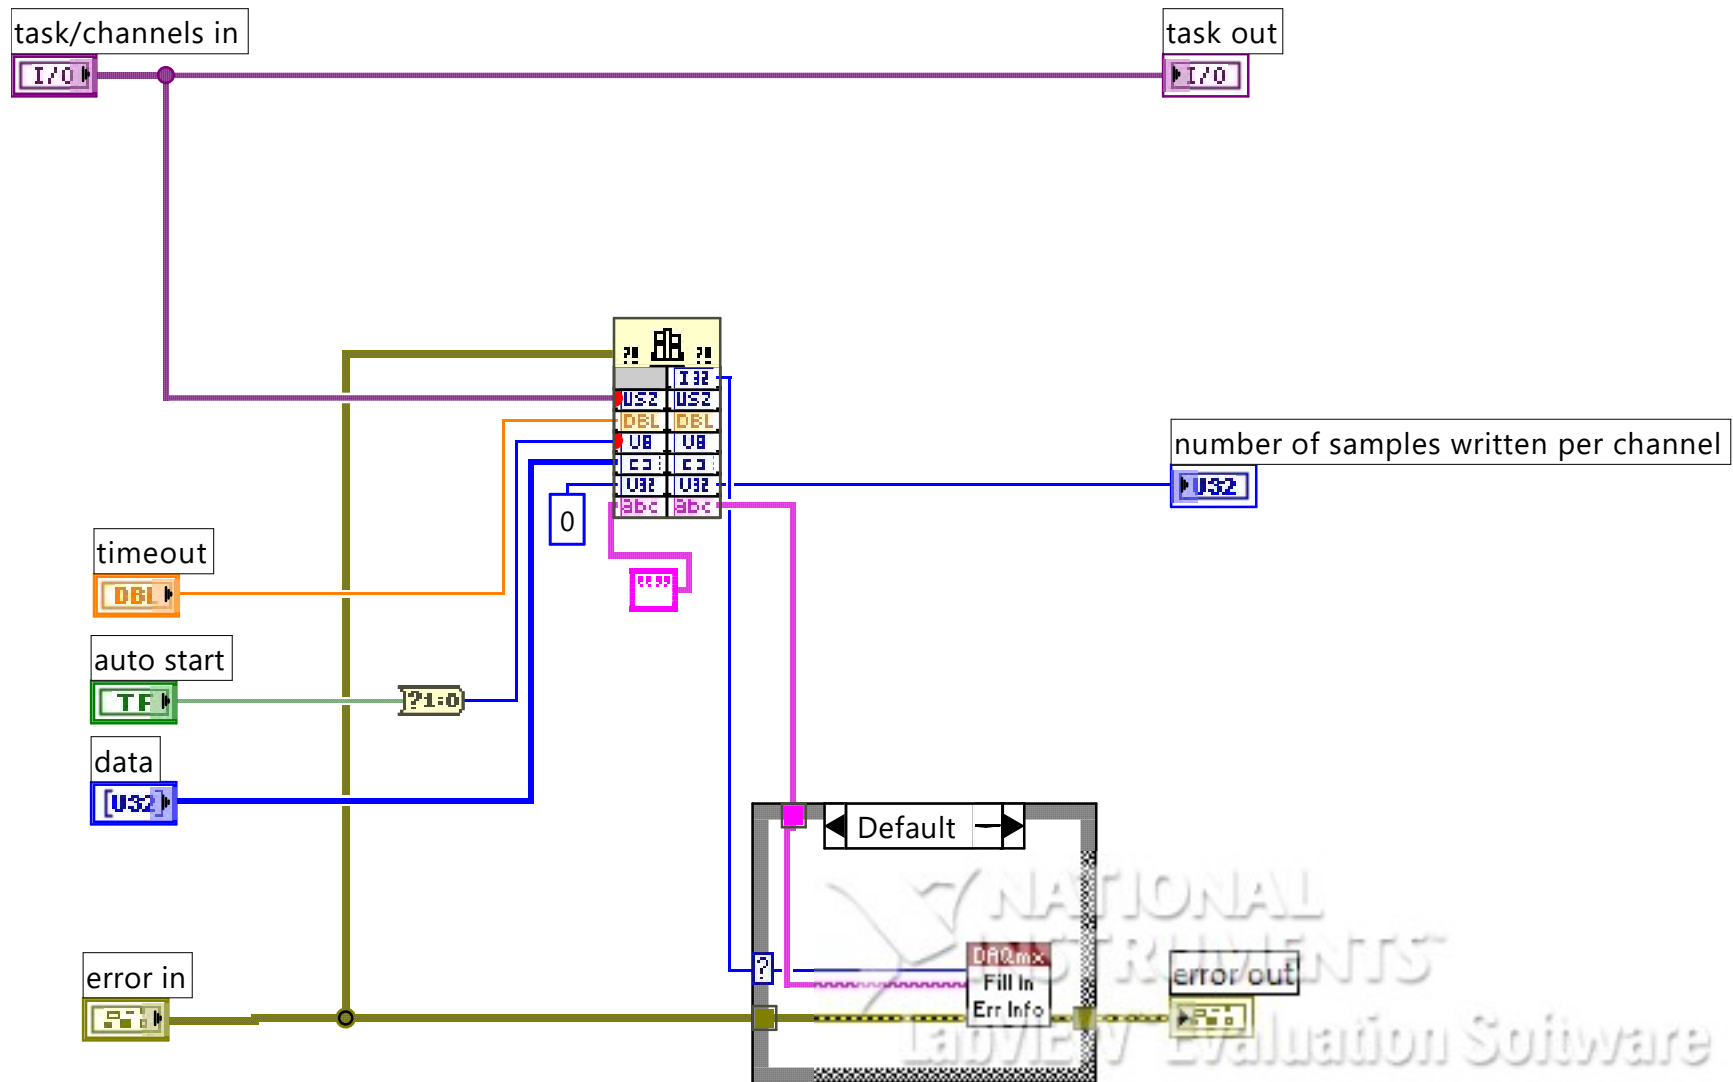 task/channels in
task out
I/O
I/O
?!
?!
I32
U32
U32
DBL
DBL
U8
U8
[ ]
[ ]
U32
U32
abc
abc
number of samples written per channel
U32
0
timeout
DBL
auto start
TF
?1:0
data
[U32]
Default
NATIONAL
INSTRUMENTS™
DAQmx
Fill In
Err Info
?
error in
error out
LabVIEW™ Evaluation Software